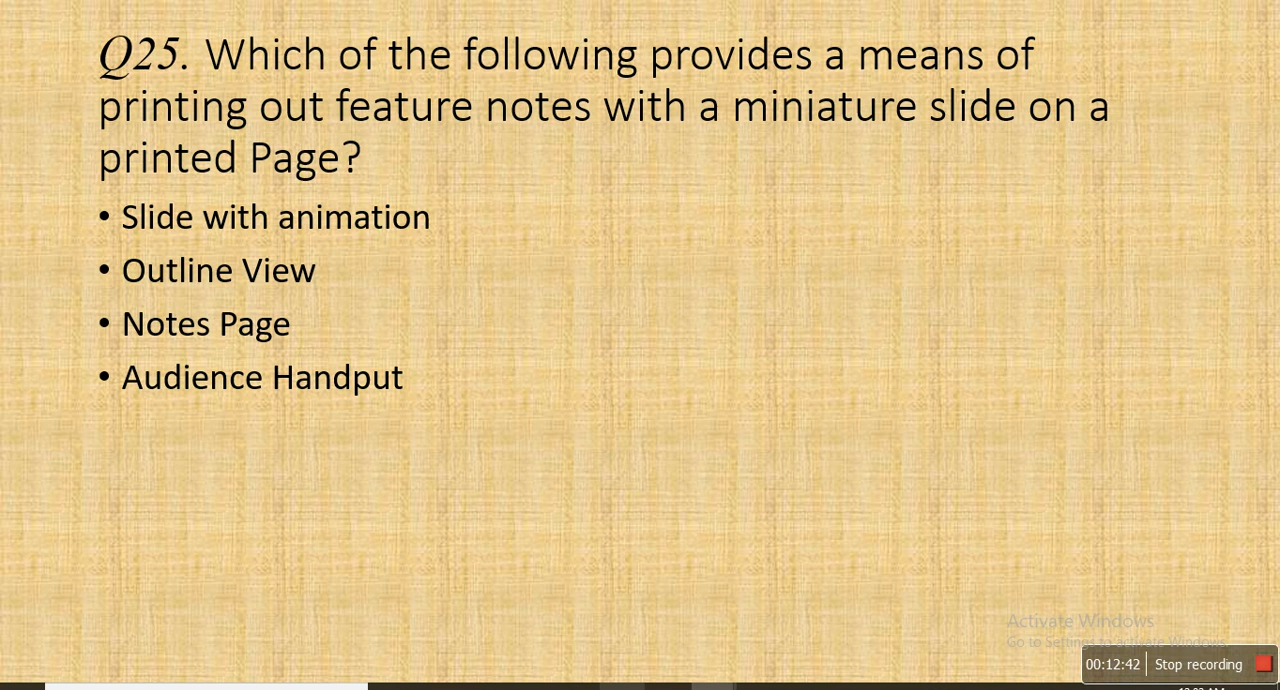 Q25. Which of the following provides a means of
printing out feature notes with a miniature slide on a
printed Page?
• Slide with animation
• Outline View
• Notes Page
• Audience Handput
Activate Windows
Go to Settings to activate Windows.
00:12:42 Stop recording